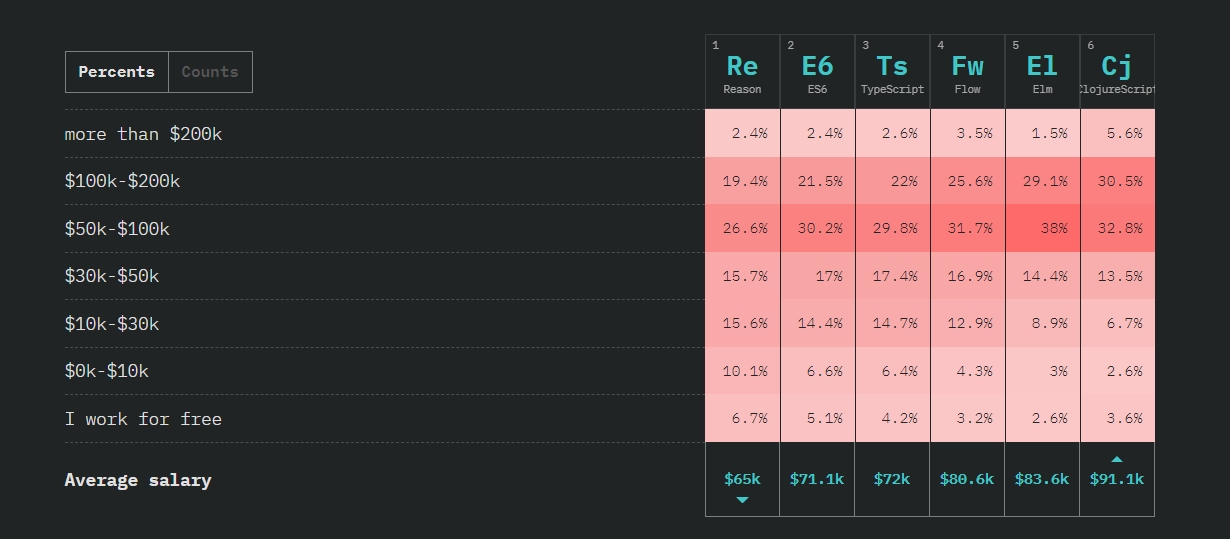 1 2 3 4 5 6
Percents Counts Re E6 Ts Fw El Cj
Reason ES6 TypeScript Flow Elm ClojureScript
more than $200k 2.4% 2.4% 2.6% 3.5% 1.5% 5.6%
$100k-$200k 19.4% 21.5% 22% 25.6% 29.1% 30.5%
$50k-$100k 26.6% 30.2% 29.8% 31.7% 38% 32.8%
$30k-$50k 15.7% 17% 17.4% 16.9% 14.4% 13.5%
$10k-$30k 15.6% 14.4% 14.7% 12.9% 8.9% 6.7%
$0k-$10k 10.1% 6.6% 6.4% 4.3% 3% 2.6%
I work for free 6.7% 5.1% 4.2% 3.2% 2.6% 3.6%
Average salary $65k $71.1k $72k $80.6k $83.6k $91.1k